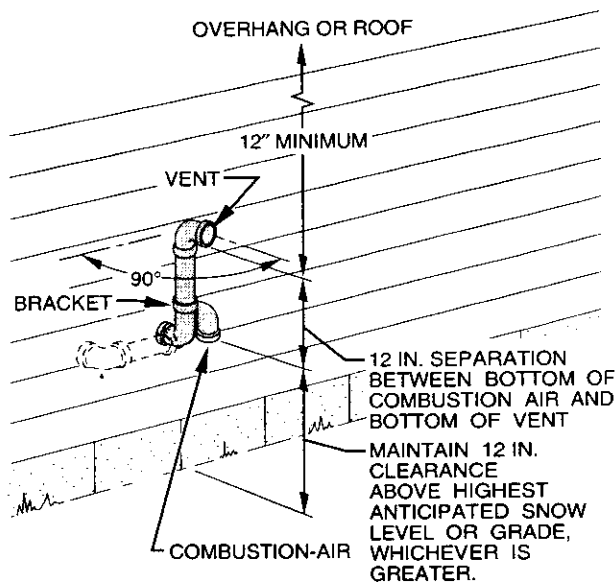 OVERHANG OR ROOF
12" MINIMUM
VENT
90°
BRACKET
12 IN. SEPARATION
BETWEEN BOTTOM OF
COMBUSTION AIR AND
BOTTOM OF VENT
MAINTAIN 12 IN.
CLEARANCE
ABOVE HIGHEST
ANTICIPATED SNOW
LEVEL OR GRADE,
WHICHEVER IS
GREATER.
COMBUSTION-AIR